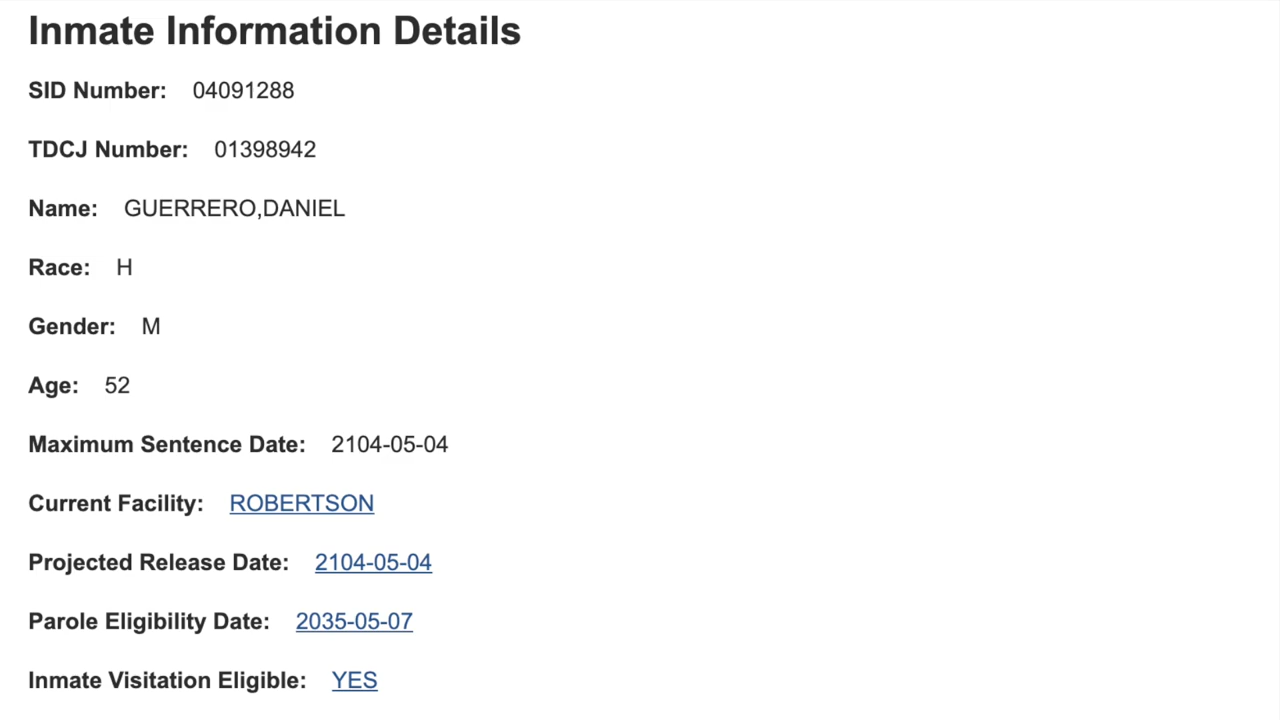 Inmate Information Details
SID Number: 04091288
TDCJ Number: 01398942
Name: GUERRERO,DANIEL
Race: H
Gender: M
Age: 52
Maximum Sentence Date: 2104-05-04
Current Facility: ROBERTSON
Projected Release Date: 2104-05-04
Parole Eligibility Date: 2035-05-07
Inmate Visitation Eligible: YES